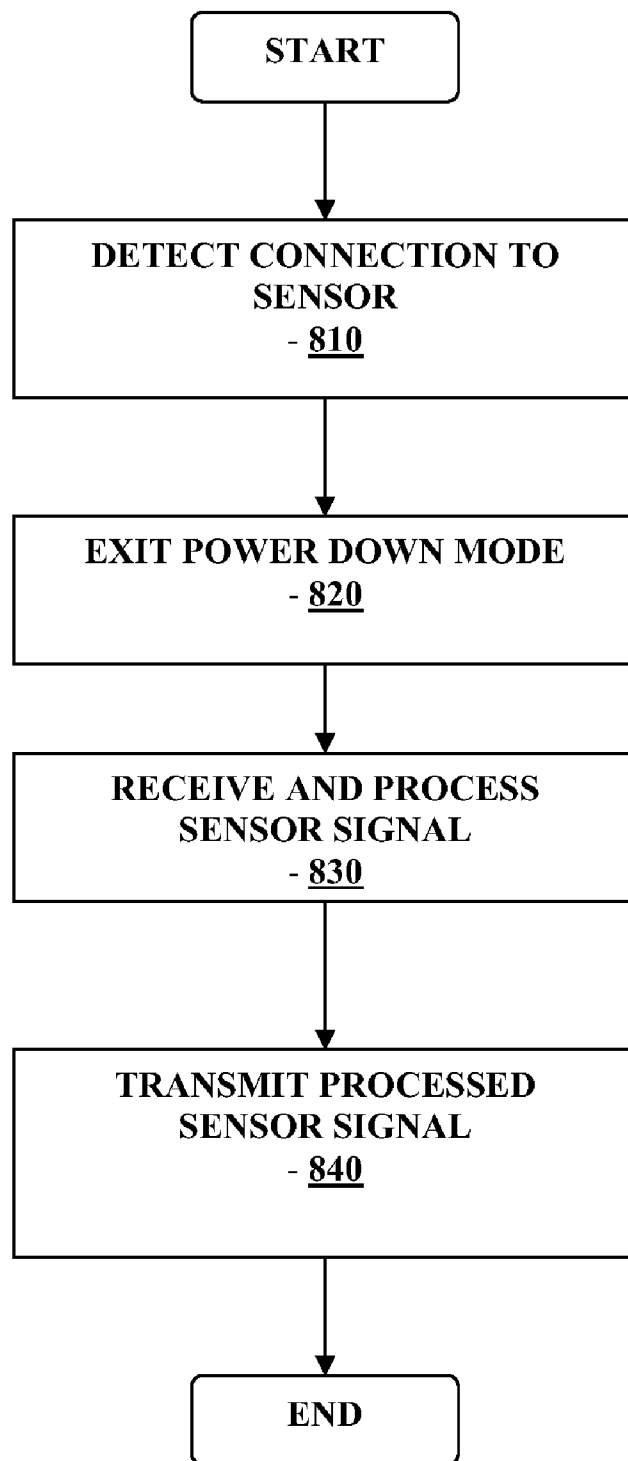 START
DETECT CONNECTION TO
SENSOR
- 810
EXIT POWER DOWN MODE
- 820
RECEIVE AND PROCESS
SENSOR SIGNAL
- 830
TRANSMIT PROCESSED
SENSOR SIGNAL
- 840
END